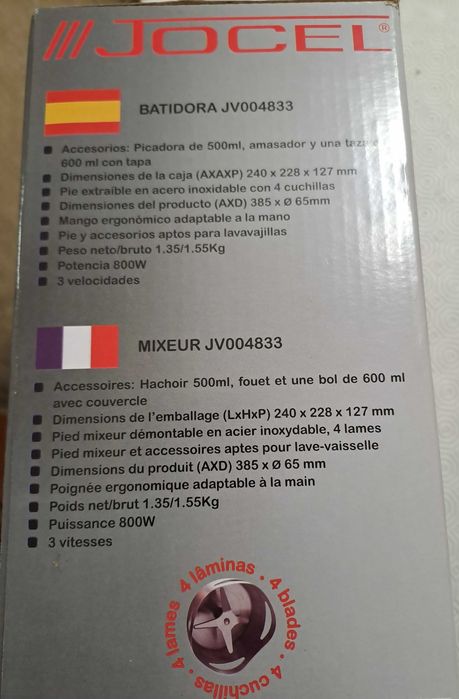 JOCEL®
BATIDORA JV004833
Accesorios: Picadora de 500ml, amasador y una taza
600 ml con tapa
Dimensiones de la caja (AXAXP) 240 x 228 x 127 mm
Pie extraíble en acero inoxidable con 4 cuchillas
Dimensiones del producto (AXD) 385 x Ø 65mm
Mango ergonómico adaptable a la mano
Pie y accesorios aptos para lavavajillas
Peso neto/bruto 1.35/1.55Kg
Potencia 800W
3 velocidades
MIXEUR JV004833
Accessoires: Hachoir 500ml, fouet et une bol de 600 ml
avec couvercle
Dimensions de l'emballage (LxHxP) 240 x 228 x 127 mm
Pied mixeur démontable en acier inoxydable, 4 lames
Pied mixeur et accessoires aptes pour lave-vaisselle
Dimensions du produit (AXD) 385 x Ø 65 mm
Poignée ergonomique adaptable à la main
Poids net/brut 1.35/1.55Kg
Puissance 800W
3 vitesses
4 lâminas · 4 blades · 4 cuchillas · 4 lames ·